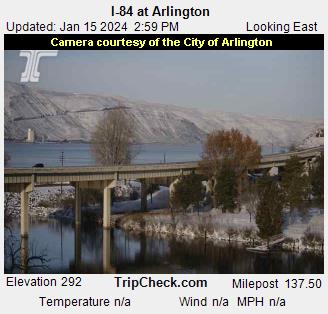 I-84 at Arlington
Updated: Jan 15 2024 2:59 PM Looking East
Camera courtesy of the City of Arlington
Elevation 292 TripCheck.com Milepost 137.50
Temperature n/a Wind n/a MPH n/a